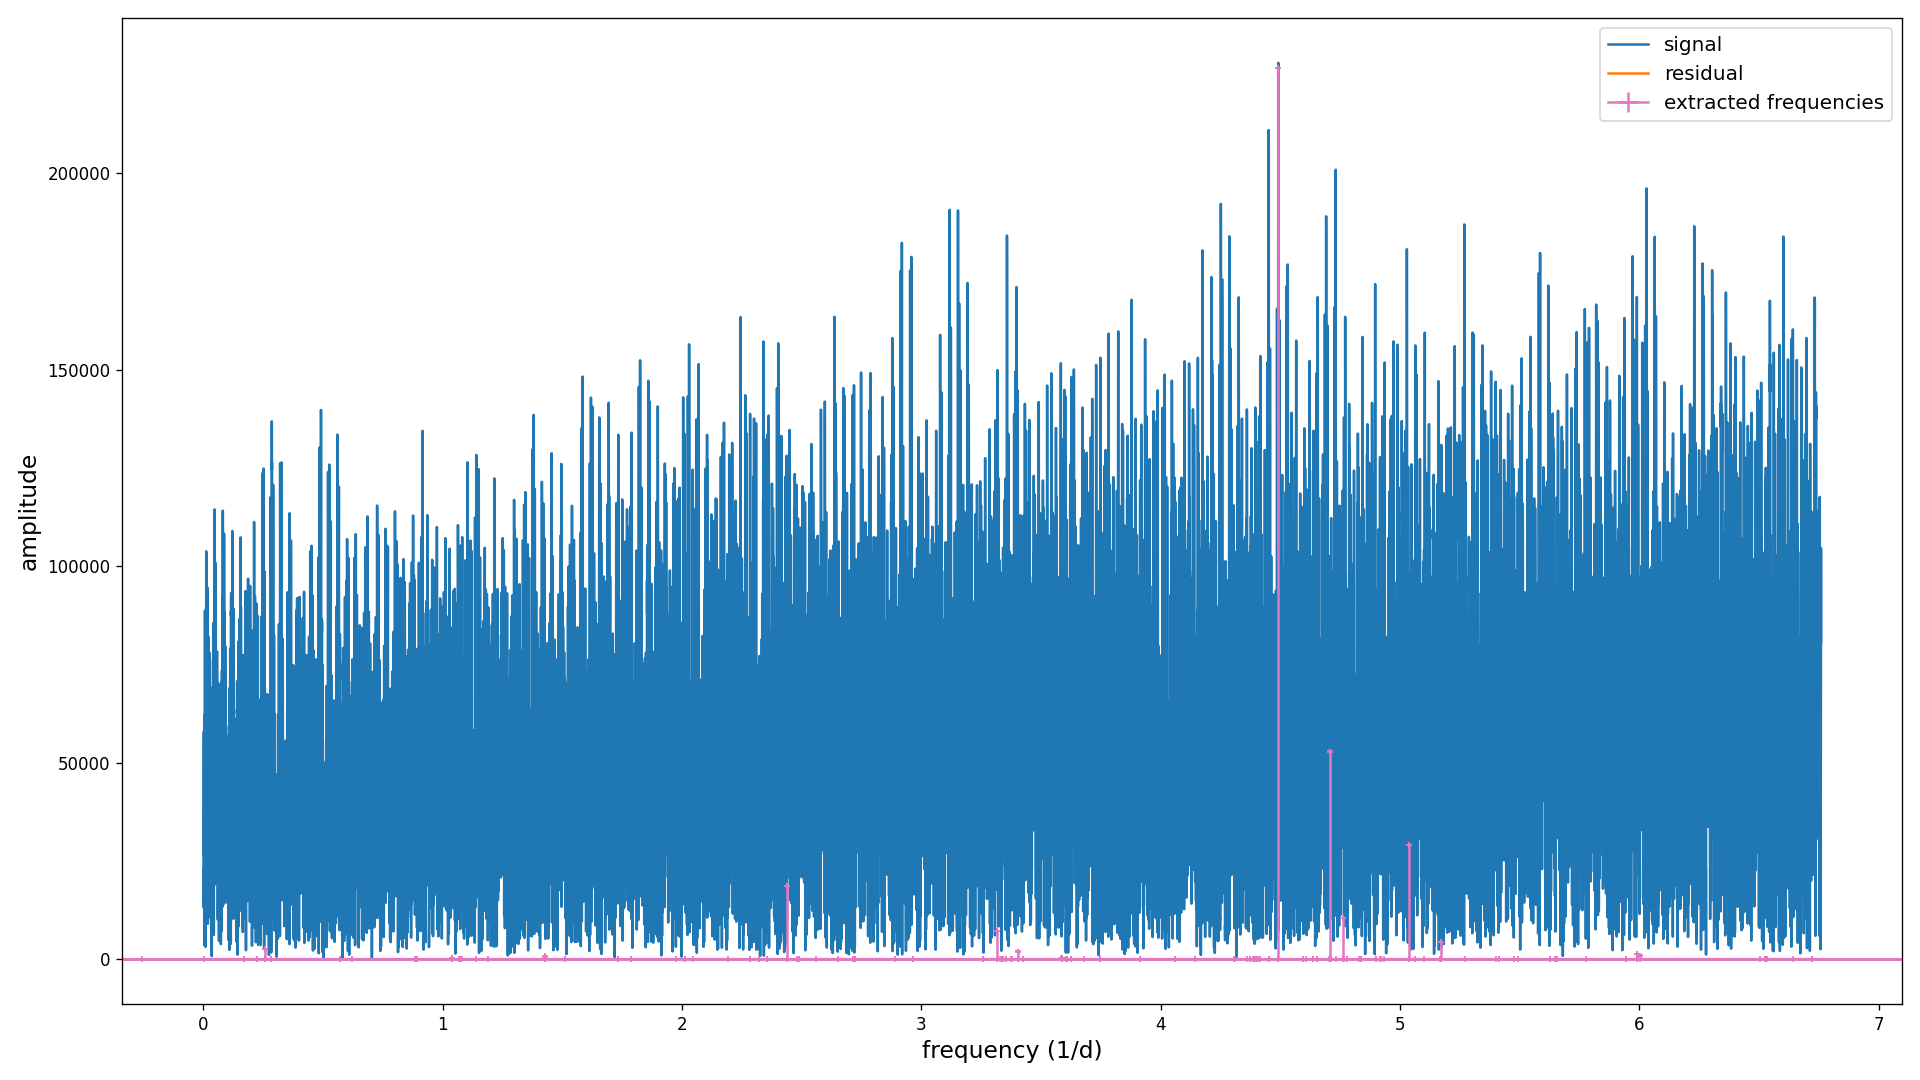 signal
residual
extracted frequencies
amplitude
200000
150000
100000
50000
0
0 1 2 3 4 5 6 7
frequency (1/d)